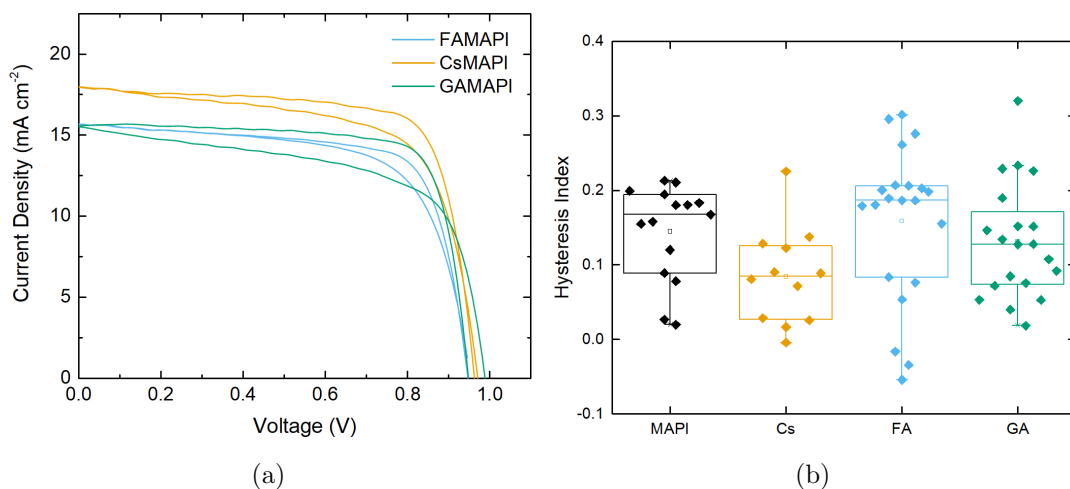 (a)
20
15
10
5
0
Current Density (mA cm-2)
FAMAPI
CsMAPI
GAMAPI
0.0 0.2 0.4 0.6 0.8 1.0
Voltage (V)
(a)
(b)
0.4
0.3
0.2
0.1
0.0
-0.1
Hysteresis Index
MAPI Cs FA GA
(b)